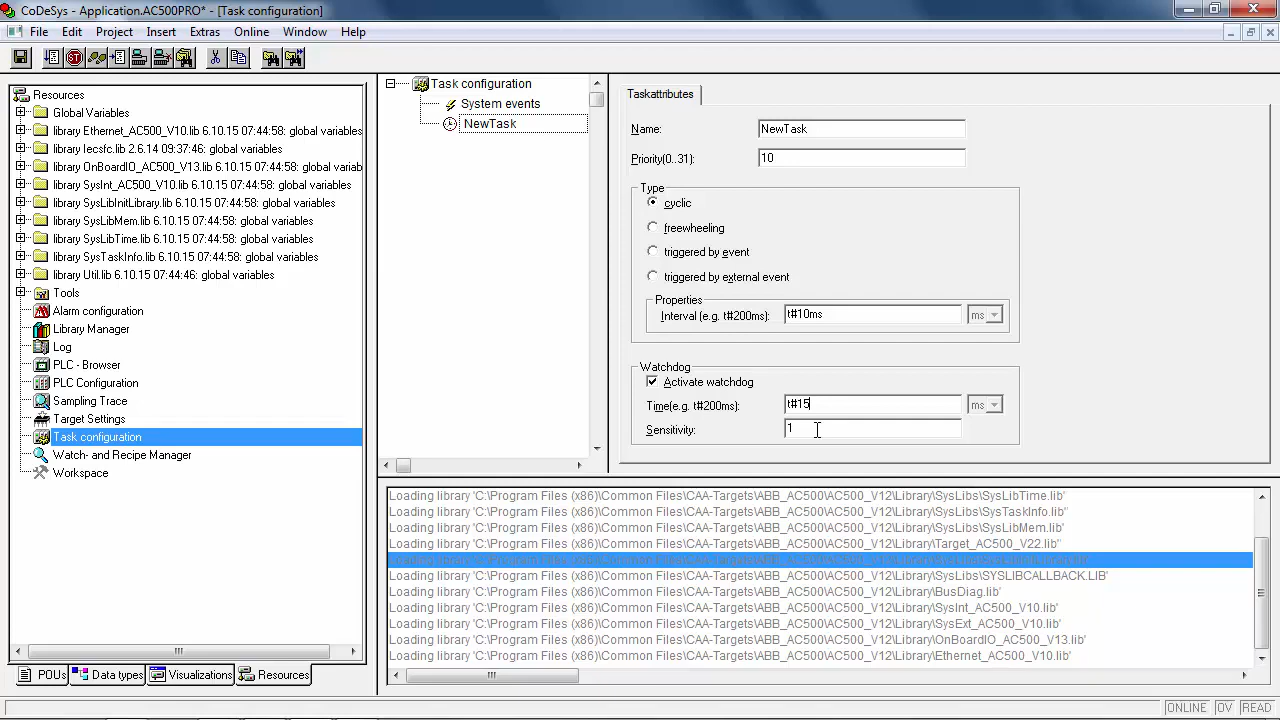 CoDeSys - Application.AC500PRO* - [Task configuration]
File Edit Project Insert Extras Online Window Help
Resources
Global Variables
library Ethernet_AC500_V10.lib 6.10.15 07:44:58: global variables
library Iecsfc.lib 2.6.14 09:37:46: global variables
library OnBoardIO_AC500_V13.lib 6.10.15 07:44:58: global variab
library SysInt_AC500_V10.lib 6.10.15 07:44:58: global variables
library SysLibInitLibrary.lib 6.10.15 07:44:58: global variables
library SysLibMem.lib 6.10.15 07:44:58: global variables
library SysLibTime.lib 6.10.15 07:44:58: global variables
library SysTaskInfo.lib 6.10.15 07:44:58: global variables
library Util.lib 6.10.15 07:44:46: global variables
Tools
Alarm configuration
Library Manager
Log
PLC - Browser
PLC Configuration
Sampling Trace
Target Settings
Task configuration
Watch- and Recipe Manager
Workspace
POUs Data types Visualizations Resources
Task configuration
System events
NewTask
Taskattributes
Name: NewTask
Priority(0..31): 10
Type
cyclic
freewheeling
triggered by event
triggered by external event
Properties
Interval (e.g. t#200ms): t#10ms ms
Watchdog
Activate watchdog
Time(e.g. t#200ms): t#15 ms
Sensitivity: 1
Loading library 'C:\Program Files (x86)\Common Files\CAA-Targets\ABB_AC500\AC500_V12\Library\SysLibs\SysLibTime.lib'
Loading library 'C:\Program Files (x86)\Common Files\CAA-Targets\ABB_AC500\AC500_V12\Library\SysLibs\SysTaskInfo.lib'
Loading library 'C:\Program Files (x86)\Common Files\CAA-Targets\ABB_AC500\AC500_V12\Library\SysLibs\SysLibMem.lib'
Loading library 'C:\Program Files (x86)\Common Files\CAA-Targets\ABB_AC500\AC500_V12\Library\Target_AC500_V22.lib'
Loading library 'C:\Program Files (x86)\Common Files\CAA-Targets\ABB_AC500\AC500_V12\Library\SysLibs\SYSLIBCALLBACK.LIB'
Loading library 'C:\Program Files (x86)\Common Files\CAA-Targets\ABB_AC500\AC500_V12\Library\BusDiag.lib'
Loading library 'C:\Program Files (x86)\Common Files\CAA-Targets\ABB_AC500\AC500_V12\Library\SysInt_AC500_V10.lib'
Loading library 'C:\Program Files (x86)\Common Files\CAA-Targets\ABB_AC500\AC500_V12\Library\SysExt_AC500_V10.lib'
Loading library 'C:\Program Files (x86)\Common Files\CAA-Targets\ABB_AC500\AC500_V12\Library\OnBoardIO_AC500_V13.lib'
Loading library 'C:\Program Files (x86)\Common Files\CAA-Targets\ABB_AC500\AC500_V12\Library\Ethernet_AC500_V10.lib'
ONLINE OV READ